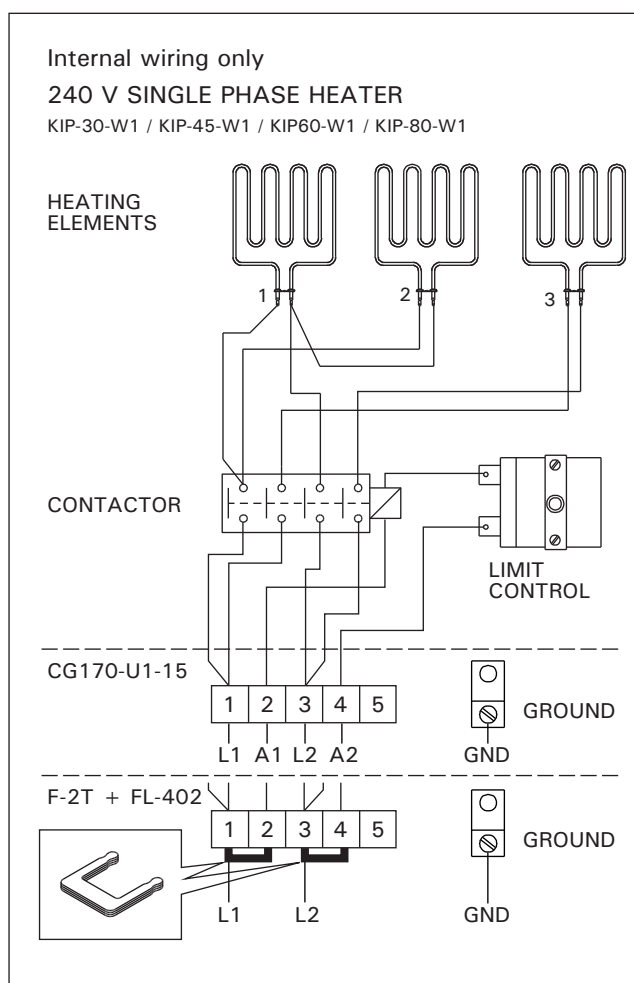 Internal wiring only
240 V SINGLE PHASE HEATER
KIP-30-W1 / KIP-45-W1 / KIP60-W1 / KIP-80-W1
HEATING
ELEMENTS
1
2
3
CONTACTOR
LIMIT
CONTROL
CG170-U1-15
1 2 3 4 5
GROUND
L1 A1 L2 A2
GND
F-2T + FL-402
1 2 3 4 5
GROUND
L1 L2
GND